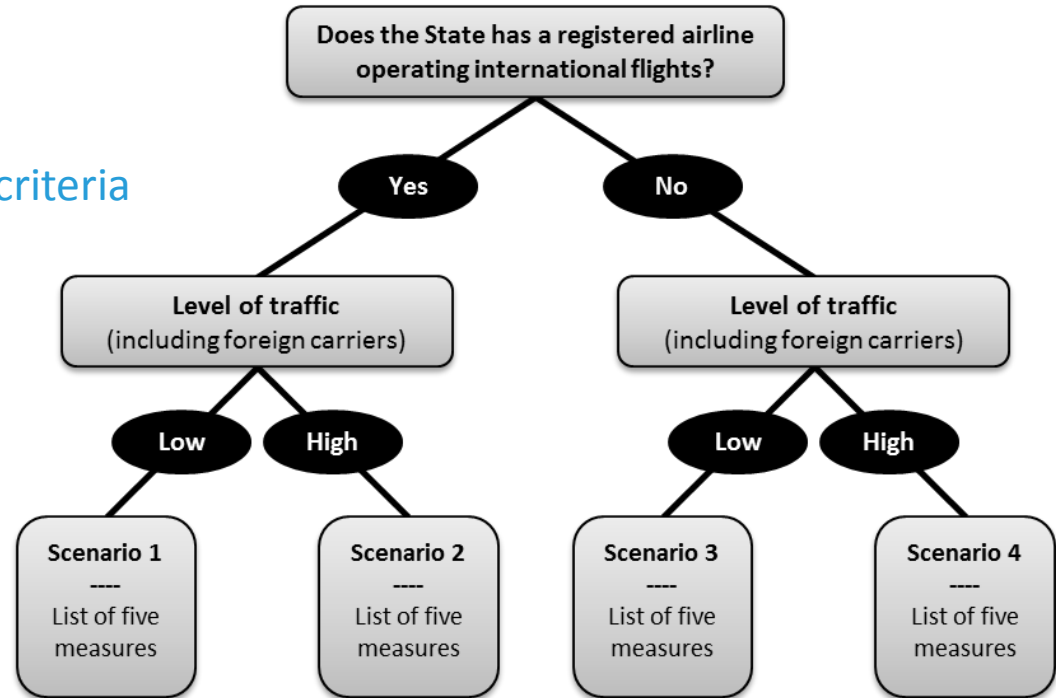 Does the State has a registered airline
operating international flights?
criteria
Yes
No
Level of traffic
(including foreign carriers)
Level of traffic
(including foreign carriers)
Low
High
Low
High
Scenario 1
----
List of five
measures
Scenario 2
----
List of five
measures
Scenario 3
----
List of five
measures
Scenario 4
----
List of five
measures